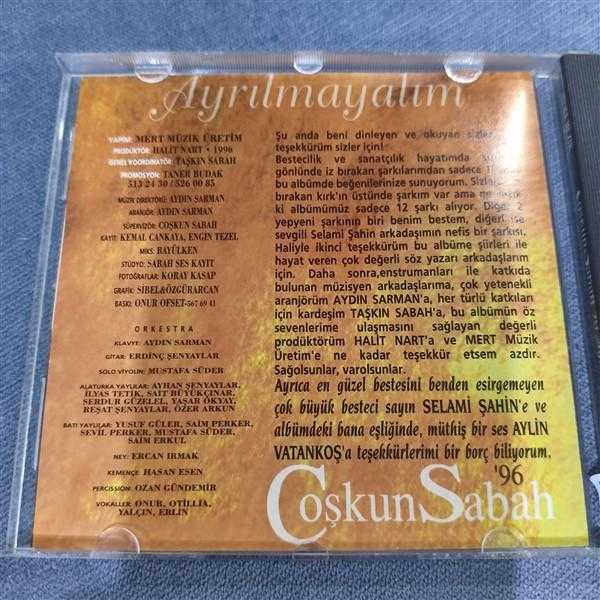 Ayrılmayalım
YAPIM: MERT MÜZİK ÜRETİM
PRODÜKTÖR: HALİT NART • 1996
GENEL KOORDİNATÖR: TAŞKIN SABAH
PROMOSYON: TANER BUDAK
513 24 30 / 526 00 85
MÜZİK DİREKTÖRÜ: AYDIN SARMAN
ARANJÖR: AYDIN SARMAN
SÜPERVİZÖR: COŞKUN SABAH
KAYIT: KEMAL CANKAYA, ENGİN TEZEL
MİKS: BAYÜLKEN
STÜDYO: SABAH SES KAYIT
FOTOĞRAFLAR: KORAY KASAP
GRAFİK: SİBEL&ÖZGÜRARCAN
BASKI: ONUR OFSET-567 69 41
ORKESTRA
KLAVYE: AYDIN SARMAN
GİTAR: ERDİNÇ ŞENYAYLAR
SOLO VİYOLİN: MUSTAFA SÜDER
ALATURKA YAYLILAR: AYHAN ŞENYAYLAR,
İLYAS TETİK, SAİT BÜYÜKÇINAR,
SERDUR GÜZELEL, YAŞAR OKYAY,
REŞAT ŞENYAYLAR, ÖZER ARKUN
BATI YAYLILAR: YUSUF GÜLER, SAİM PERKER,
SEVİL PERKER, MUSTAFA SÜDER,
SAİM ERKUL
NEY: ERCAN IRMAK
KEMENÇE: HASAN ESEN
PERCISSION: OZAN GÜNDEMİR
VOKALLER: ONUR, OTİLLİA,
YALÇIN, ERLİN
Şu anda beni dinleyen ve okuyan sizler
teşekkürüm sizler için!
Bestecilik ve sanatçılık hayatımda
gönlünde iz bırakan şarkılarımdan sadece
bu albümde beğenilerinize sunuyorum.
bırakan kırk'ın üstünde şarkım var ama ne
ki albümümüz sadece 12 şarkı alıyor. 2
yepyeni şarkının biri benim bestem, diğeri ise
sevgili Selami Şahin arkadaşımın nefis bir şarkısı.
Haliyle ikinci teşekkürüm bu albüme şiirleri ile
hayat veren çok değerli söz yazarı arkadaşlarım
için. Daha sonra,enstrumanları ile katkıda
bulunan müzisyen arkadaşlarıma, çok yetenekli
aranjörüm AYDIN SARMAN'a, her türlü katkıları
için kardeşim TAŞKIN SABAH'a, bu albümün öz
sevenlerime ulaşmasını sağlayan değerli
prodüktörüm HALİT NART'a ve MERT Müzik
Üretim'e ne kadar teşekkür etsem azdır.
Sağolsunlar, varolsunlar.
Ayrıca en güzel bestesini benden esirgemeyen
çok büyük besteci sayın SELAMİ ŞAHİN'e ve
albümdeki bana eşliğinde, müthiş bir ses AYLİN
VATANKOŞ'a teşekkürlerimi bir borç biliyorum.
'96
Coşkun Sabah